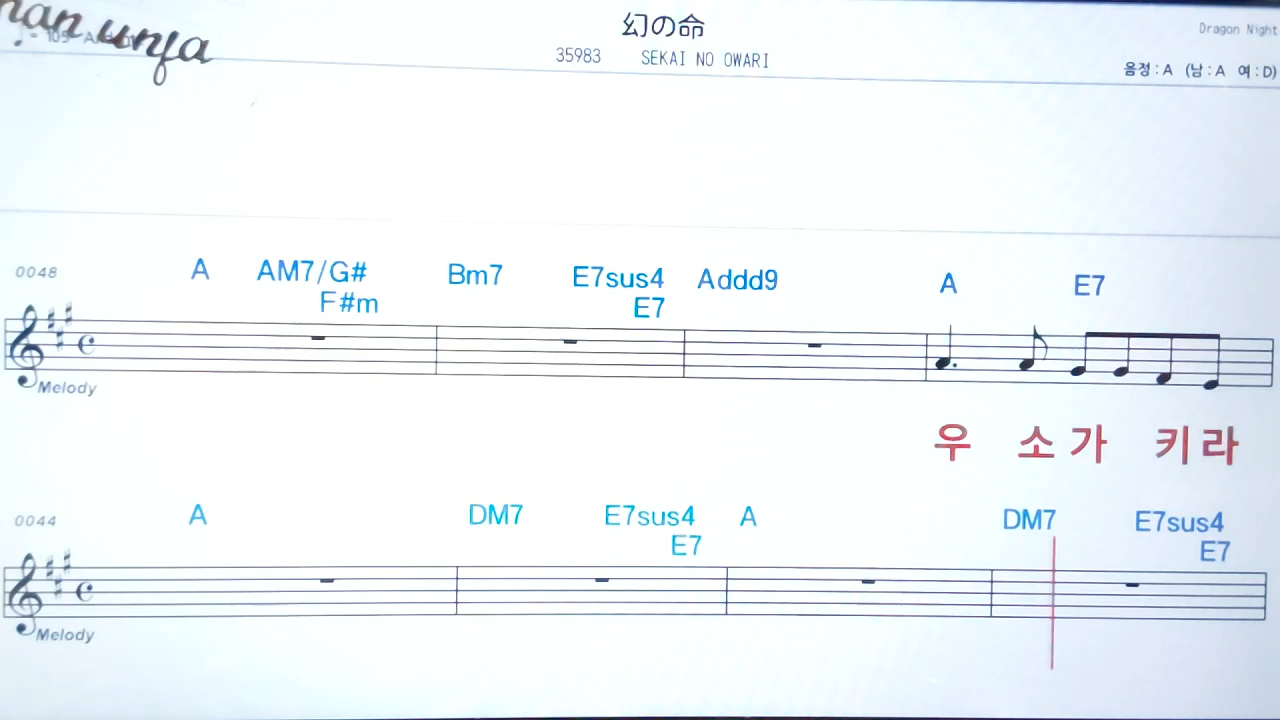 幻の命
Dragon Night
35983 SEKAI NO OWARI
음정 : A (남 : A 여 : D)
0048 A AM7/G# Bm7 E7sus4 Addd9 A E7
F#m E7
Melody
우 소 가 키 라
0044 A DM7 E7sus4 A DM7 E7sus4
E7 E7
Melody